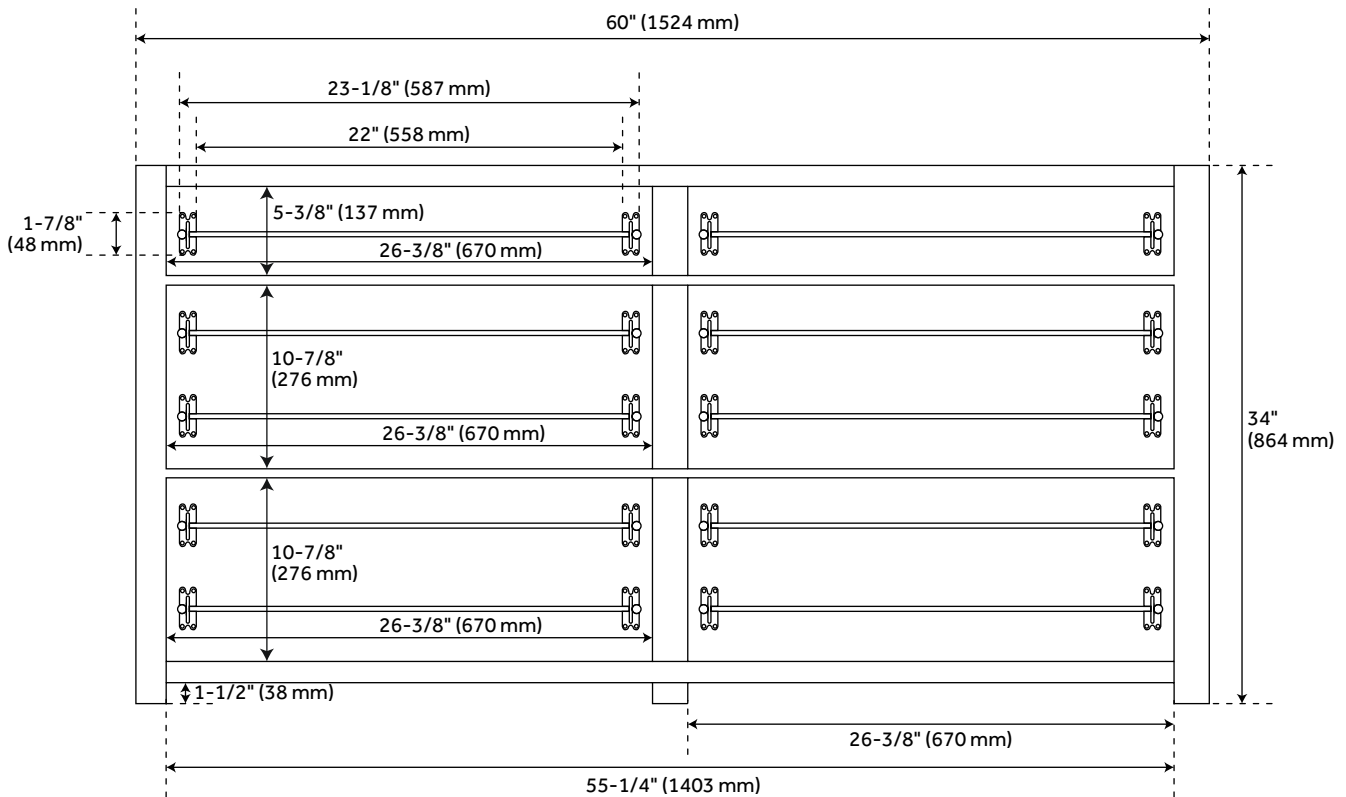 60" (1524 mm)
23-1/8" (587 mm)
22" (558 mm)
1-7/8"
(48 mm)
5-3/8" (137 mm)
26-3/8" (670 mm)
10-7/8"
(276 mm)
26-3/8" (670 mm)
34"
(864 mm)
10-7/8"
(276 mm)
26-3/8" (670 mm)
1-1/2" (38 mm)
26-3/8" (670 mm)
55-1/4" (1403 mm)